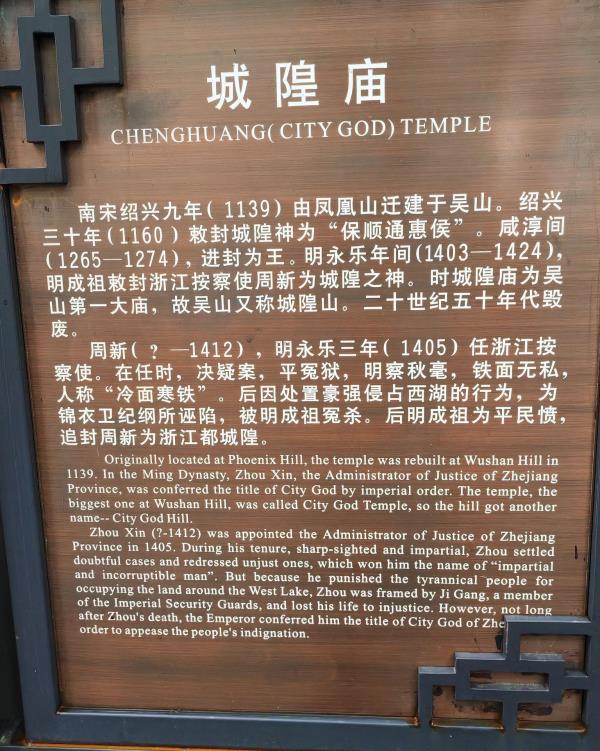 城隍庙
CHENGHUANG(CITY GOD) TEMPLE
南宋绍兴九年(1139)由凤凰山迁建于吴山。绍兴
三十年(1160)敕封城隍神为“保顺通惠侯”。咸淳间
(1265—1274),进封为王。明永乐年间(1403—1424),
明成祖敕封浙江按察使周新为城隍之神。时城隍庙为吴
山第一大庙,故吴山又称城隍山。二十世纪五十年代毁
废。
周新(?—1412),明永乐三年(1405)任浙江按
察使。在任时,决疑案,平冤狱,明察秋毫,铁面无私,
人称“冷面寒铁”。后因处置豪强侵占西湖的行为,为
锦衣卫纪纲所诬陷,被明成祖冤杀。后明成祖为平民愤,
追封周新为浙江都城隍。
Originally located at Phoenix Hill, the temple was rebuilt at Wushan Hill in
1139. In the Ming Dynasty, Zhou Xin, the Administrator of Justice of Zhejiang
Province, was conferred the title of City God by imperial order. The temple, the
biggest one at Wushan Hill, was called City God Temple, so the hill got another
name-- City God Hill.
Zhou Xin (?-1412) was appointed the Administrator of Justice of Zhejiang
Province in 1405. During his tenure, sharp-sighted and impartial, Zhou settled
doubtful cases and redressed unjust ones, which won him the name of “impartial
and incorruptible man”. But because he punished the tyrannical people for
occupying the land around the West Lake, Zhou was framed by Ji Gang, a member
of the Imperial Security Guards, and lost his life to injustice. However, not long
after Zhou's death, the Emperor conferred him the title of City God of
order to appease the people's indignation.